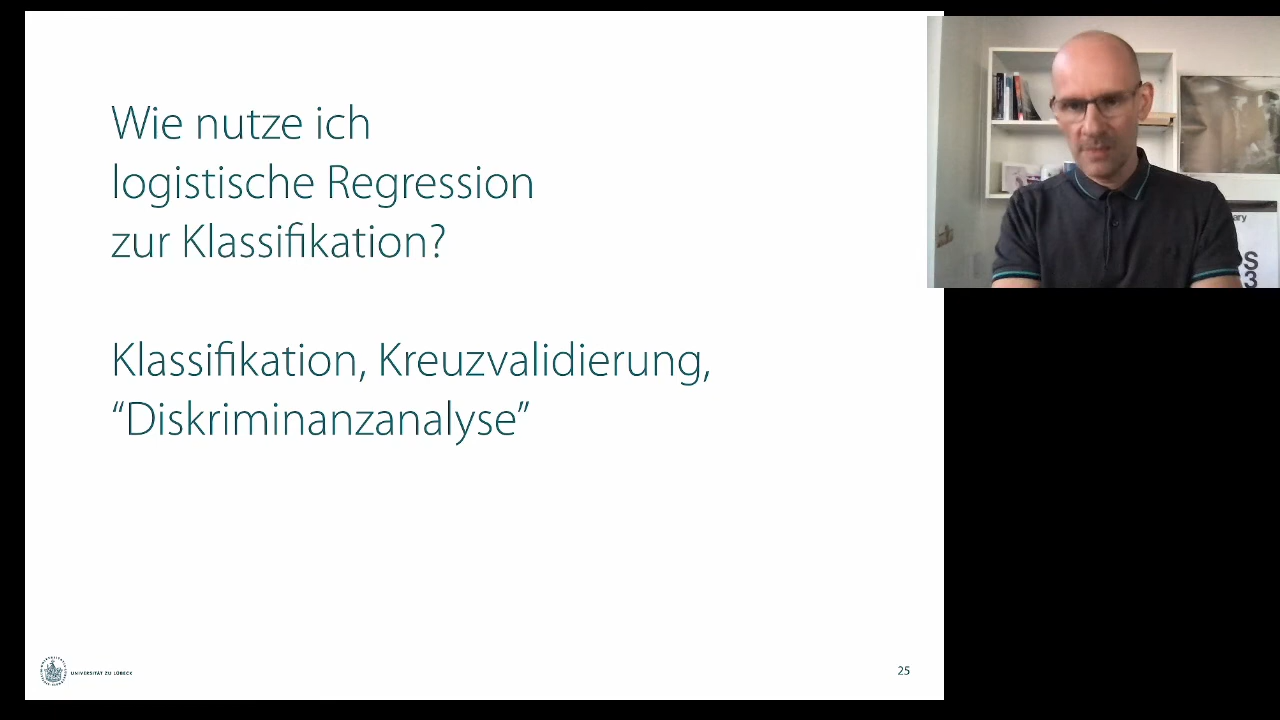 Wie nutze ich
logistische Regression
zur Klassifikation?
Klassifikation, Kreuzvalidierung,
“Diskriminanzanalyse”
UNIVERSITÄT ZU LÜBECK
25